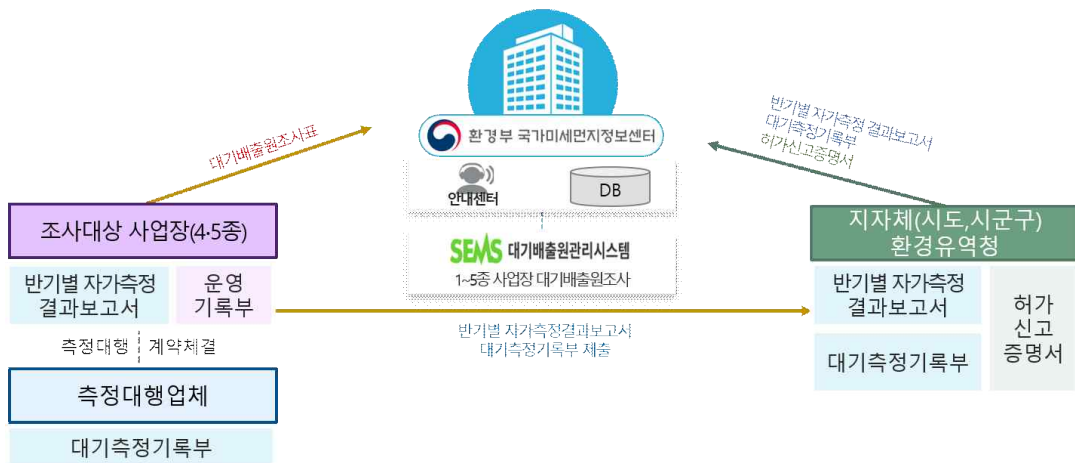 환경부 국가미세먼지정보센터
안내센터
DB
SEMS 대기배출원관리시스템
1~5종 사업장 대기배출원조사
대기배출원조사표
조사대상 사업장(4·5종)
반기별 자가측정
결과보고서
운영
기록부
측정대행
계약체결
측정대행업체
대기측정기록부
반기별 자가측정결과보고서
대기측정기록부 제출
반기별 자가측정 결과보고서
대기측정기록부
허가신고증명서
지자체(시도,시군구)
환경유역청
반기별 자가측정
결과보고서
대기측정기록부
허가
신고
증명서